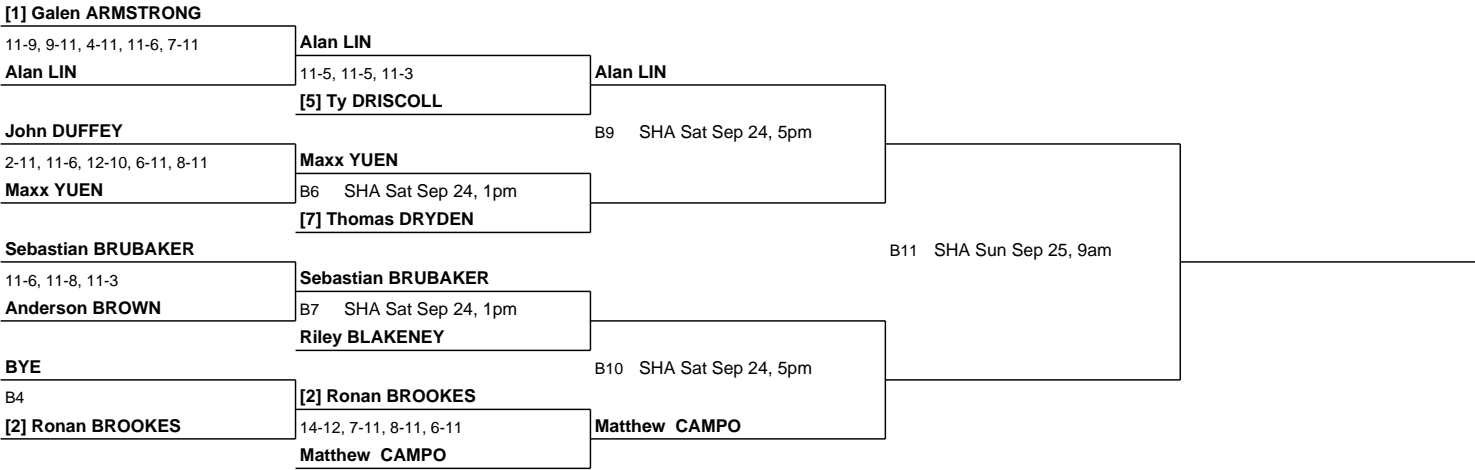 [1] Galen ARMSTRONG
11-9, 9-11, 4-11, 11-6, 7-11
Alan LIN
Alan LIN
11-5, 11-5, 11-3
[5] Ty DRISCOLL
Alan LIN
John DUFFEY
2-11, 11-6, 12-10, 6-11, 8-11
Maxx YUEN
Maxx YUEN
B6 SHA Sat Sep 24, 1pm
[7] Thomas DRYDEN
B9 SHA Sat Sep 24, 5pm
Sebastian BRUBAKER
11-6, 11-8, 11-3
Anderson BROWN
Sebastian BRUBAKER
B7 SHA Sat Sep 24, 1pm
Riley BLAKENEY
BYE
B4
[2] Ronan BROOKES
[2] Ronan BROOKES
14-12, 7-11, 8-11, 6-11
Matthew CAMPO
B10 SHA Sat Sep 24, 5pm
Matthew CAMPO
B11 SHA Sun Sep 25, 9am